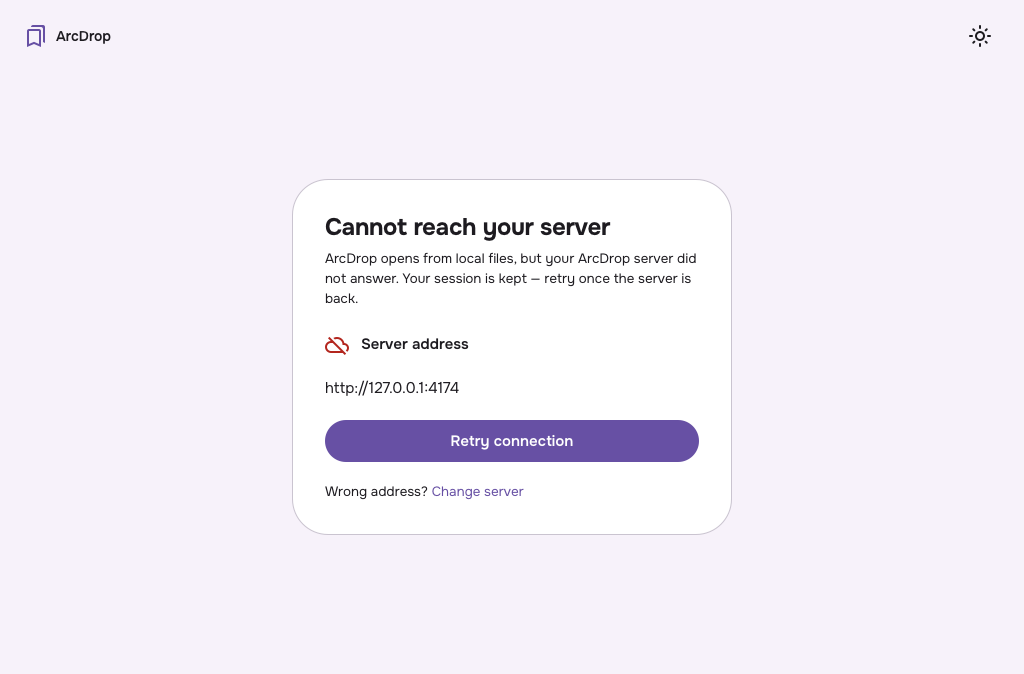 ArcDrop
Cannot reach your server
ArcDrop opens from local files, but your ArcDrop server did
not answer. Your session is kept — retry once the server is
back.
Server address
http://127.0.0.1:4174
Retry connection
Wrong address? Change server